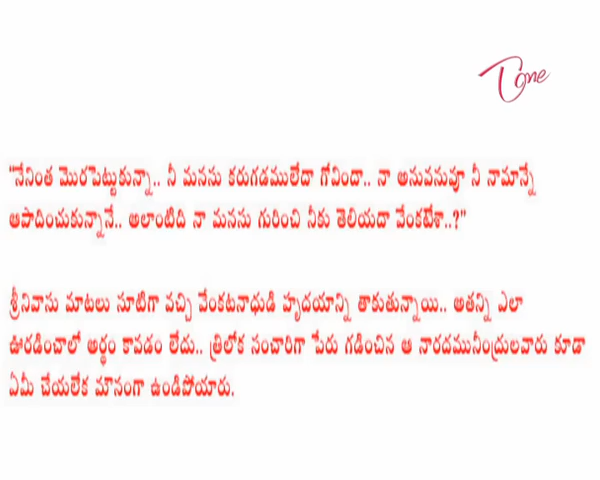 Tone
"నేనింత మొరపెట్టుకున్నా.. నీ మనసు కరుగడములేదా గోవిందా.. నా అనువనువూ నీ నామాన్నే
ఆపాదించుకున్నానే.. అలాంటిది నా మనసు గురించి నీకు తెలియదా వేంకటేశా..?"
శ్రీనివాసు మాటలు సూటిగా వచ్చి వేంకటనాథుడి హృదయాన్ని తాకుతున్నాయి.. అతన్ని ఎలా
ఊరడించాలో అర్థం కావడం లేదు.. త్రిలోక సంచారిగా పేరు గడించిన ఆ నారదమునీంద్రులవారు కూడా
ఏమీ చేయలేక మౌనంగా ఉండిపోయారు.